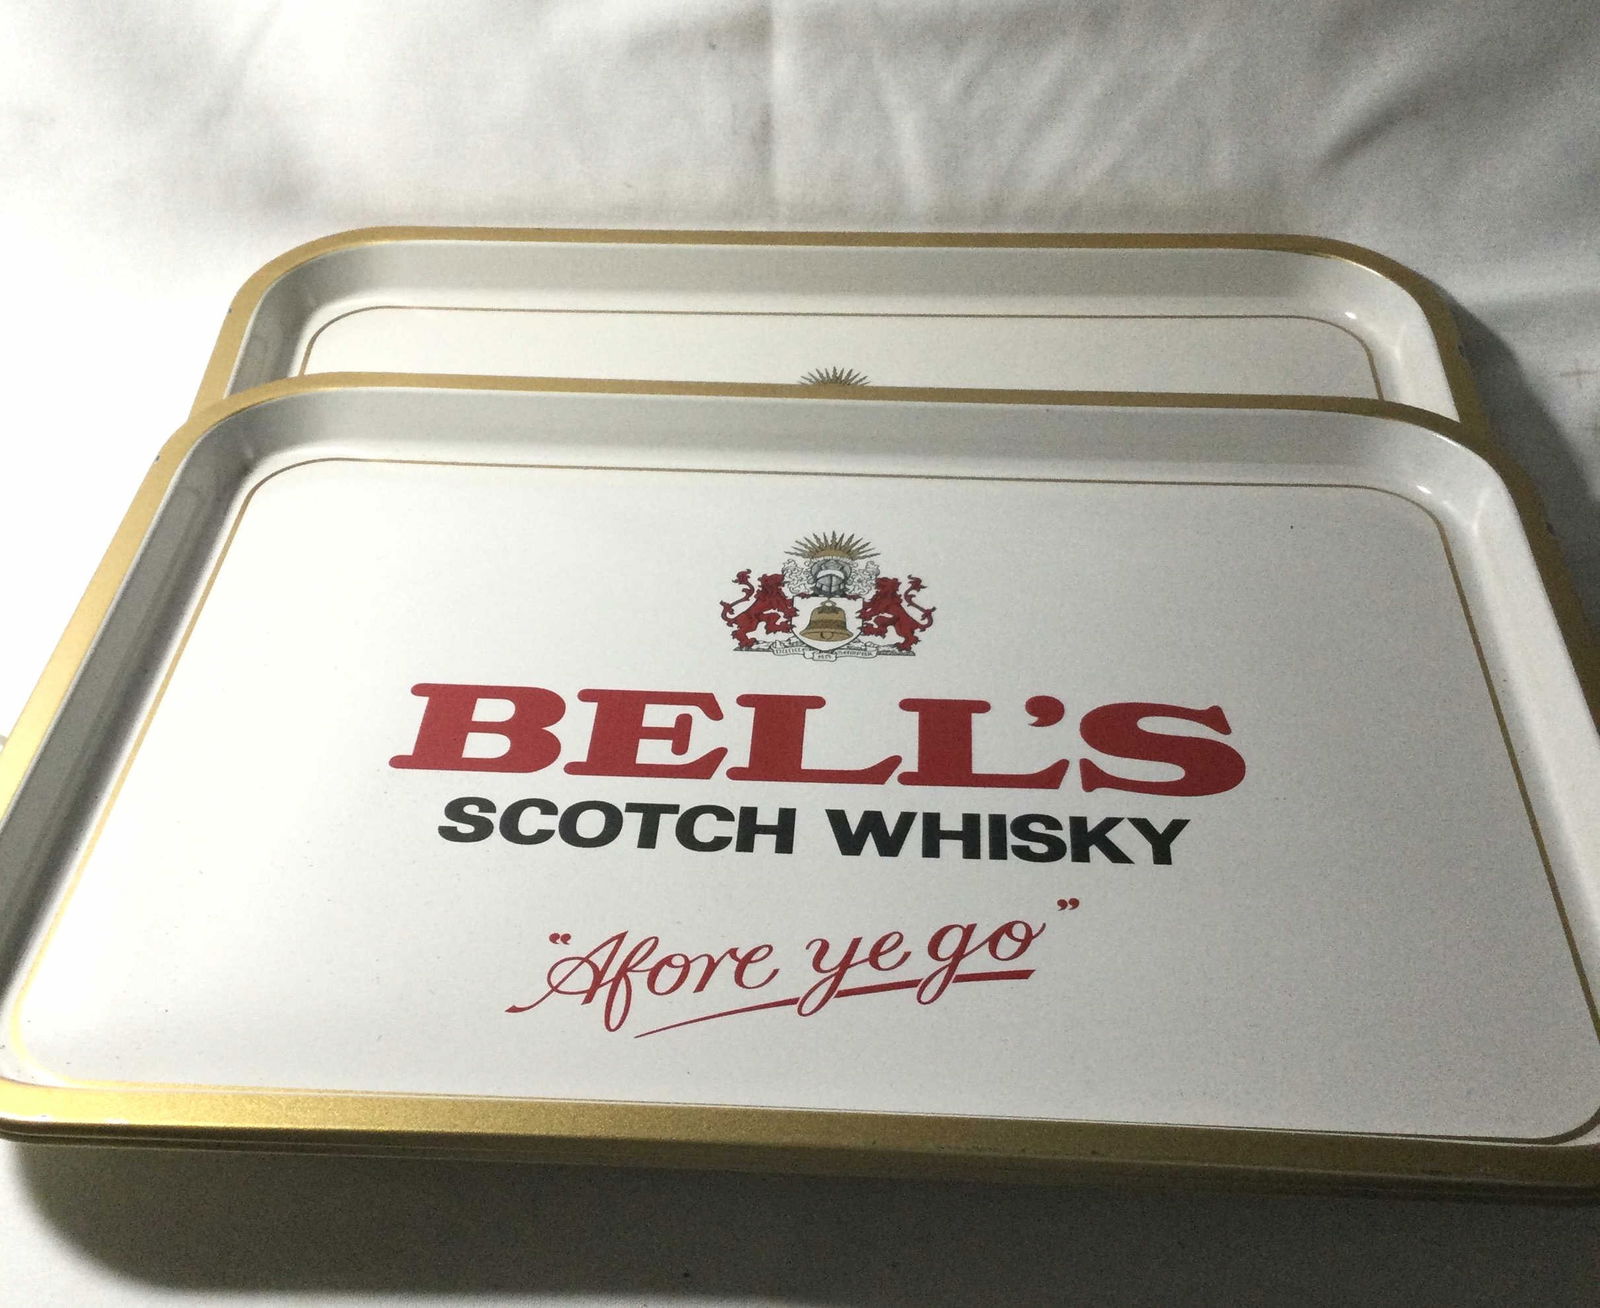 BELL'S
SCOTCH WHISKY
“Afore ye go”